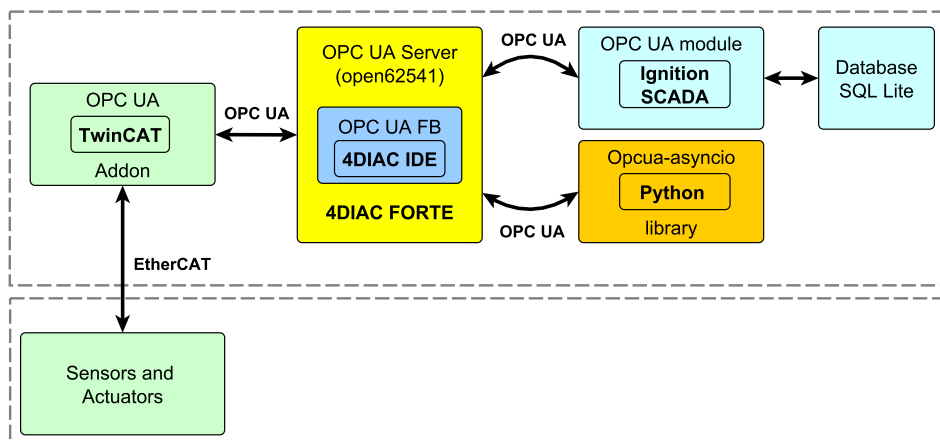 OPC UA
TwinCAT
Addon
OPC UA
OPC UA Server
(open62541)
OPC UA FB
4DIAC IDE
4DIAC FORTE
OPC UA
OPC UA module
Ignition
SCADA
Database
SQL Lite
OPC UA
Opcua-asyncio
Python
library
EtherCAT
Sensors and
Actuators